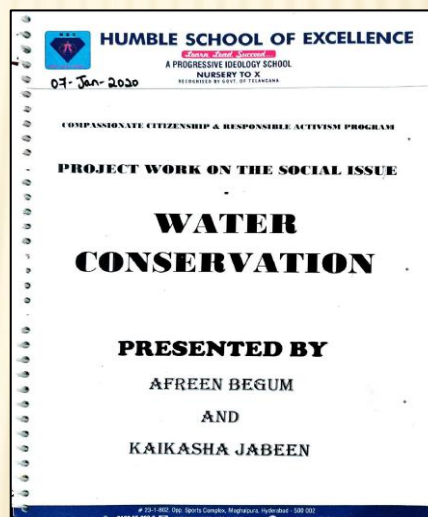 HUMBLE SCHOOL OF EXCELLENCE
Learn Lead Succeed...
A PROGRESSIVE IDEOLOGY SCHOOL
NURSERY TO X
RECOGNISED BY GOVT. OF TELANGANA
07-Jan-2020
COMPASSIONATE CITIZENSHIP & RESPONSIBLE ACTIVISM PROGRAM
PROJECT WORK ON THE SOCIAL ISSUE
-
WATER
CONSERVATION
PRESENTED BY
AFREEN BEGUM
AND
KAIKASHA JABEEN
# 23-1-802, Opp. Sports Complex, Moghalpura, Hyderabad - 500 002